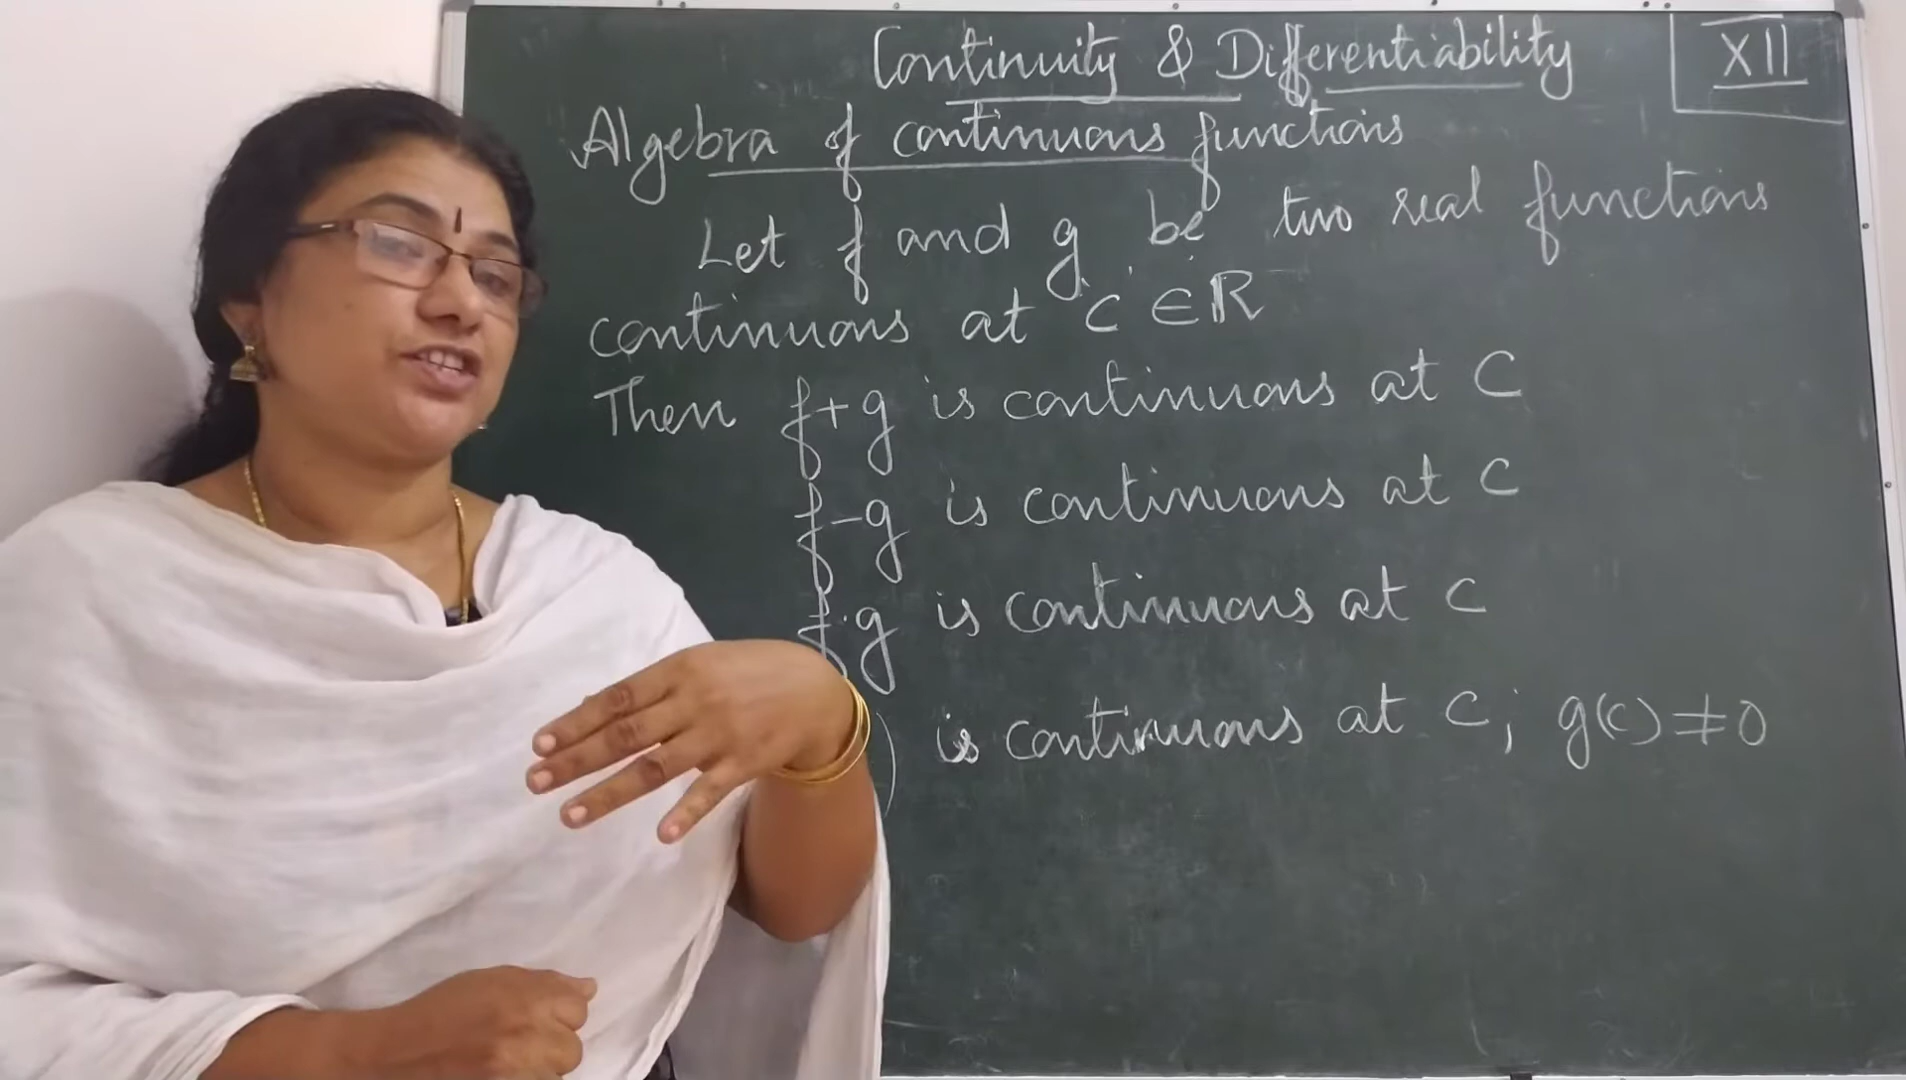 Continuity & Differentiability
XII
Algebra of continuous functions
Let f and g be two real functions
continuous at c ∈ ℝ
Then f+g is continuous at C
f-g is continuous at C
f.g is continuous at C
) is continuous at C, g(c) ≠ 0